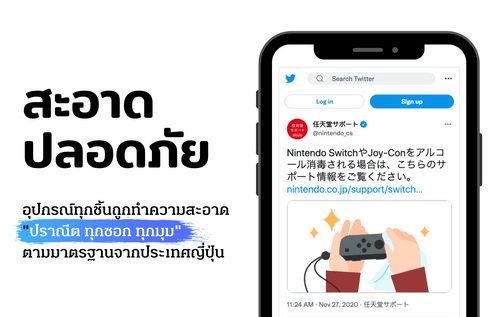 สะอาด
ปลอดภัย
อุปกรณ์ทุกชิ้นถูกทำความสะอาด
"ปราณีต ทุกซอก ทุกมุม"
ตามมาตรฐานจากประเทศญี่ปุ่น
Search Twitter
Log in
Sign up
任天堂
サポート
任天堂サポート
@nintendo_cs
Nintendo SwitchやJoy-Conをアルコ
ール消毒される場合は、こちらのサ
ポート情報をご覧ください。
nintendo.co.jp/support/switch...
11:24 AM - Nov 27, 2020 - 任天堂サポート